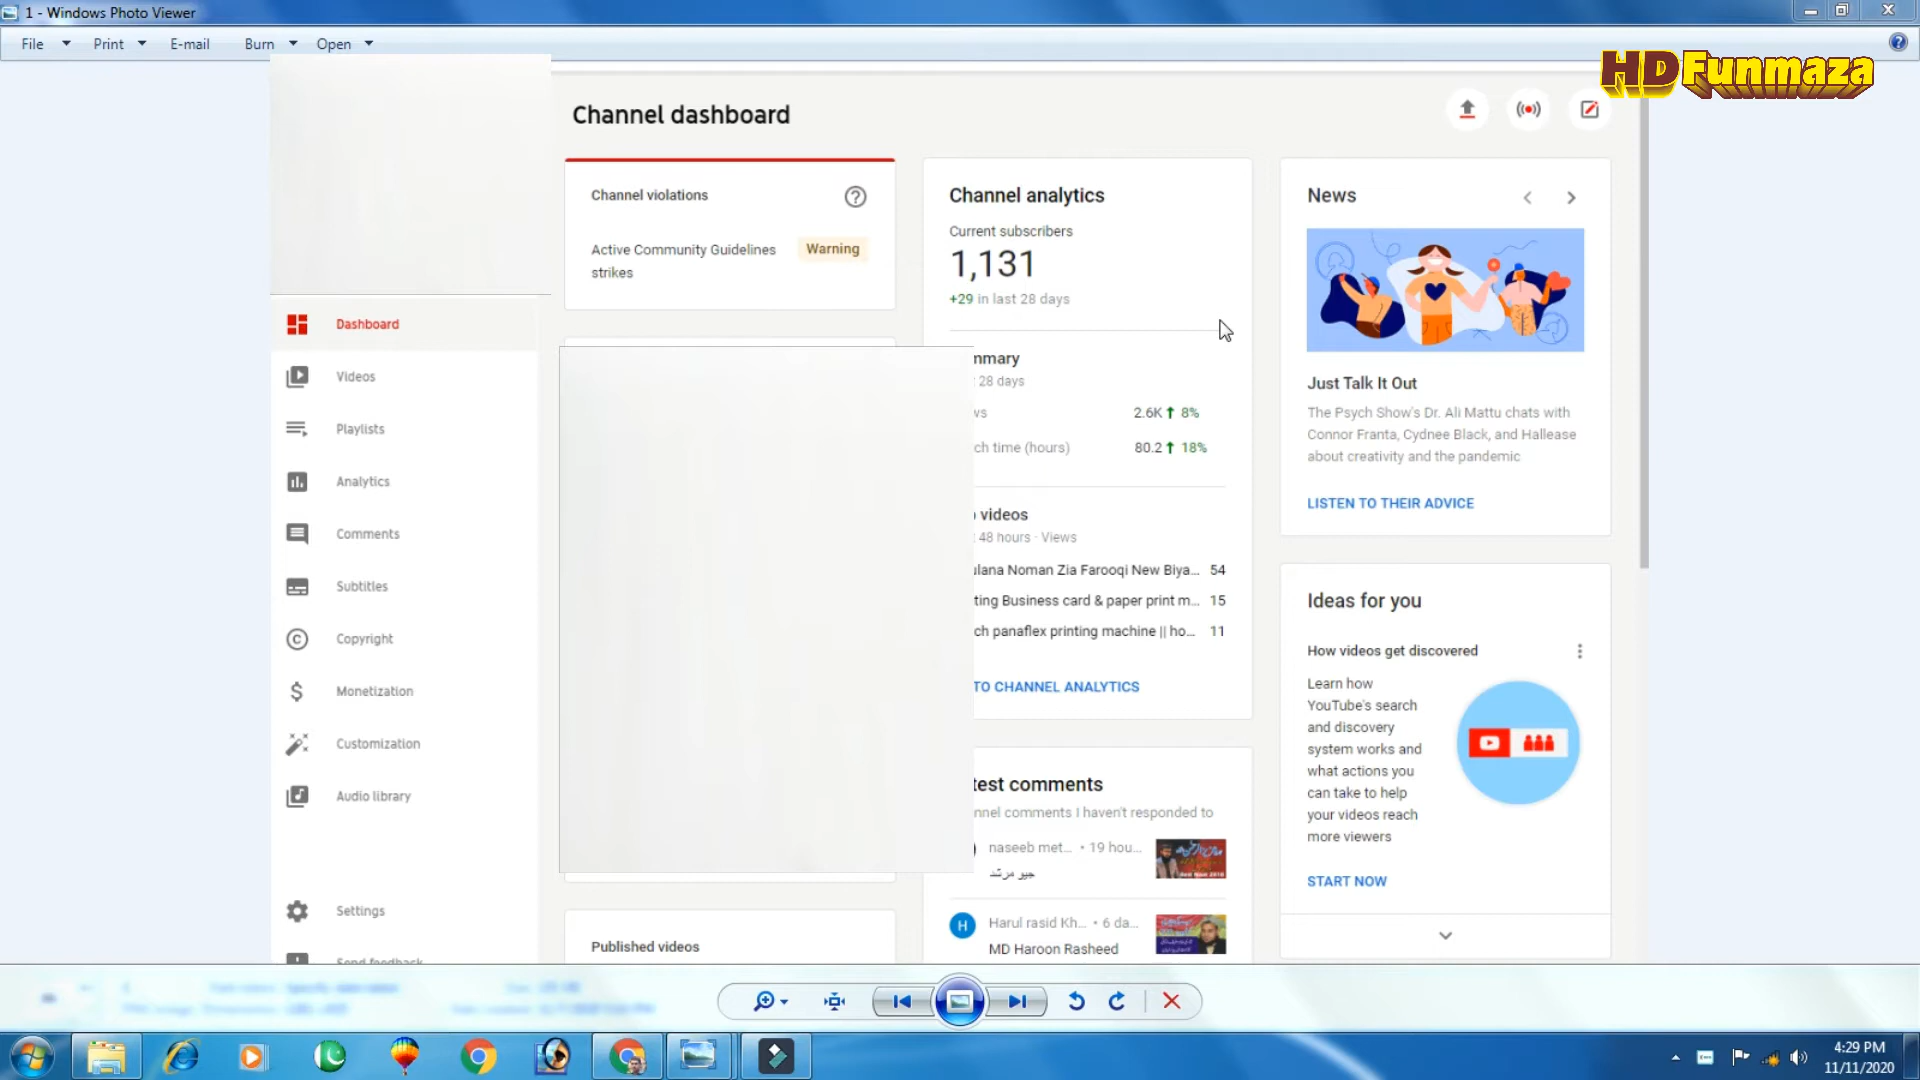 1 - Windows Photo Viewer
File
Print
E-mail
Burn
Open
HD Funmaza
Channel dashboard
Channel violations
Active Community Guidelines
strikes
Warning
Channel analytics
Current subscribers
1,131
+29 in last 28 days
28 days
2.6K 8%
time (hours) 80.2 18%
videos
48 hours · Views
Noman Zia Farooqi New Biya... 54
Business card & paper print m... 15
panaflex printing machine || ho... 11
TO CHANNEL ANALYTICS
comments
comments I haven't responded to
naseeb met... • 19 hou...
جیو مرشد
Harul rasid Kh... • 6 da...
H
MD Haroon Rasheed
News
Just Talk It Out
The Psych Show's Dr. Ali Mattu chats with
Connor Franta, Cydnee Black, and Hallease
about creativity and the pandemic
LISTEN TO THEIR ADVICE
Ideas for you
How videos get discovered
Learn how
YouTube's search
and discovery
system works and
what actions you
can take to help
your videos reach
more viewers
START NOW
Dashboard
Videos
Playlists
Analytics
Comments
Subtitles
Copyright
Monetization
Customization
Audio library
Settings
Send feedback
Published videos
4:29 PM
11/11/2020